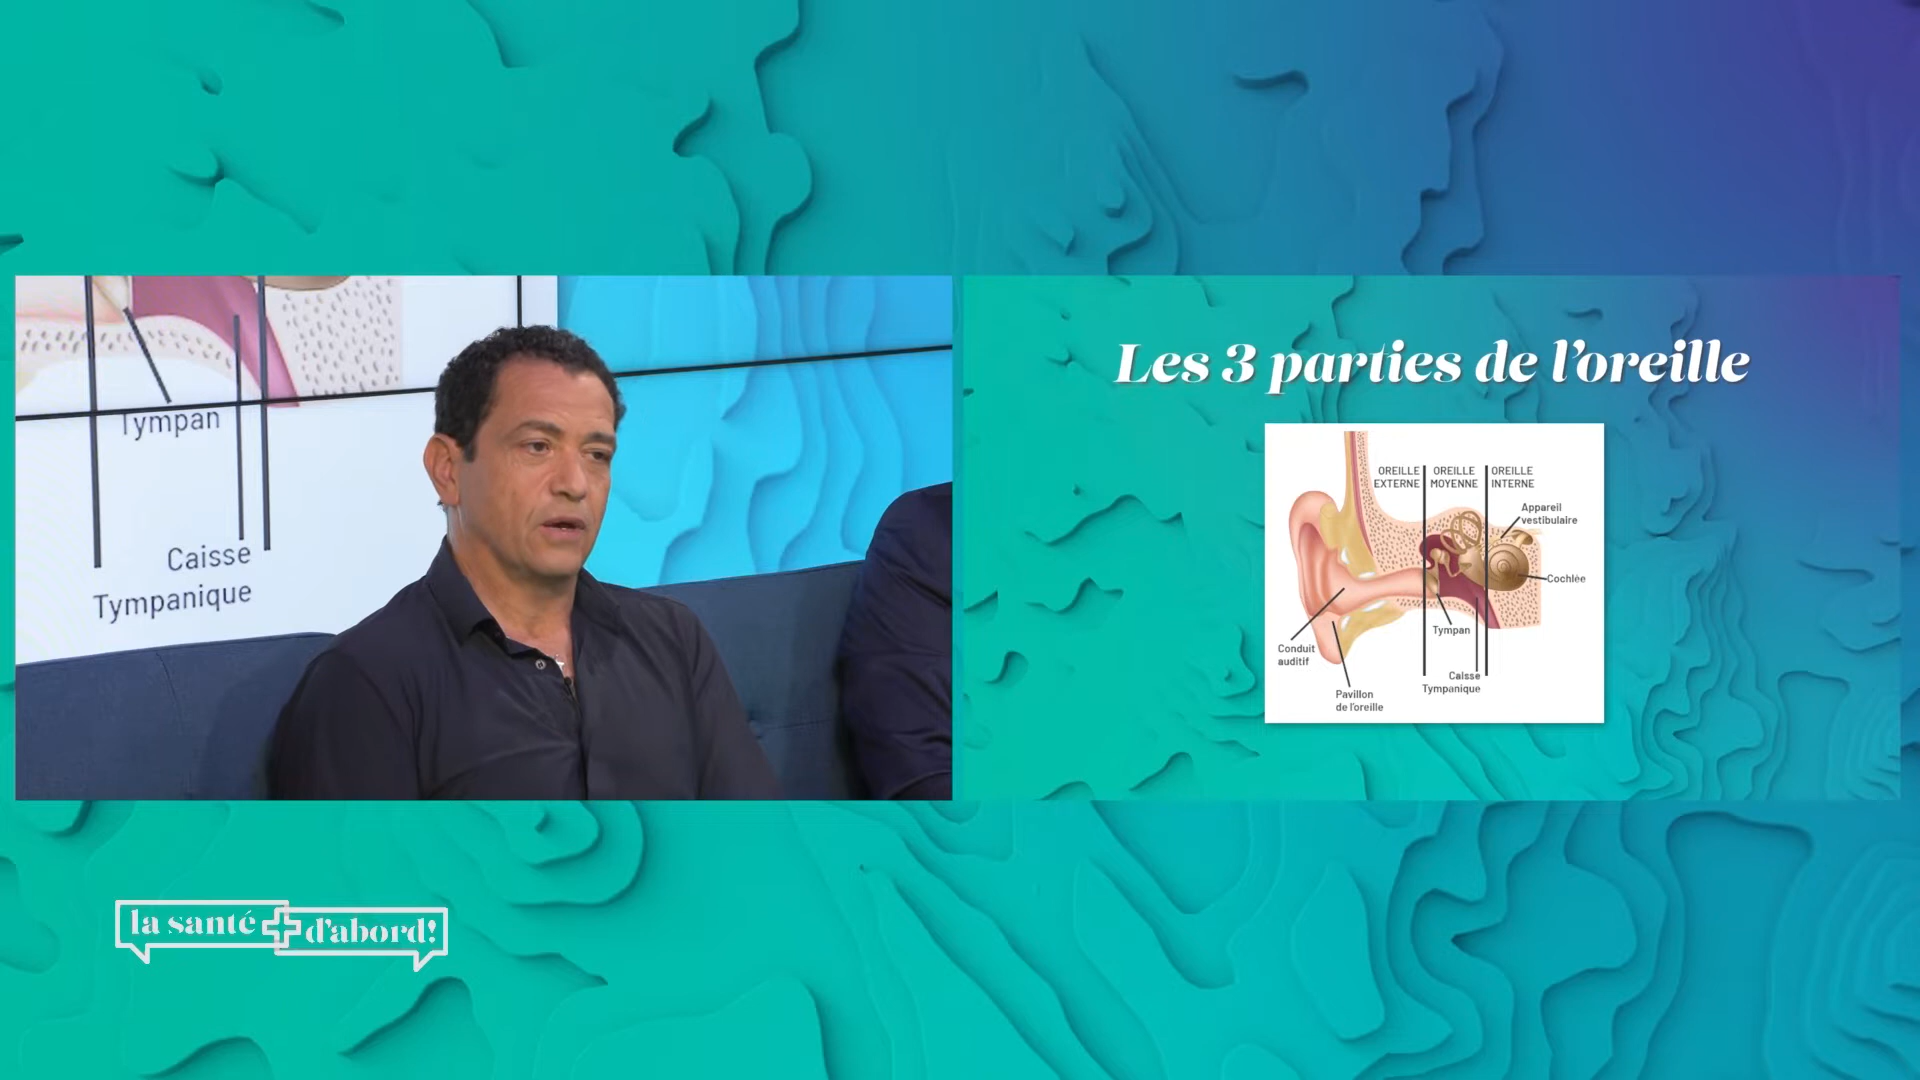 Tympan
Caisse
Tympanique
Les 3 parties de l'oreille
OREILLE EXTERNE
OREILLE MOYENNE
OREILLE INTERNE
Appareil
vestibulaire
Cochlée
Tympan
Conduit
auditif
Caisse
Tympanique
Pavillon
de l'oreille
la santé d'abord!